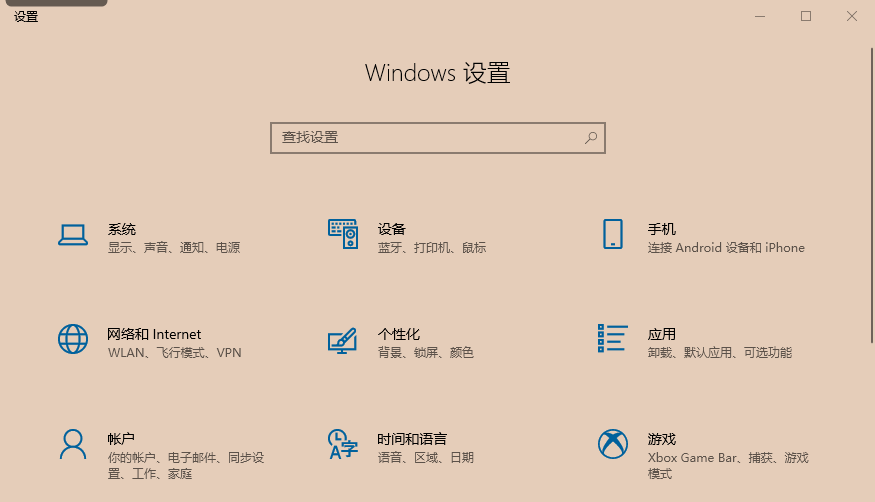 设置
Windows 设置
查找设置
系统
显示、声音、通知、电源
设备
蓝牙、打印机、鼠标
手机
连接 Android 设备和 iPhone
网络和 Internet
WLAN、飞行模式、VPN
个性化
背景、锁屏、颜色
应用
卸载、默认应用、可选功能
帐户
你的帐户、电子邮件、同步设
置、工作、家庭
时间和语言
语音、区域、日期
游戏
Xbox Game Bar、捕获、游戏
模式